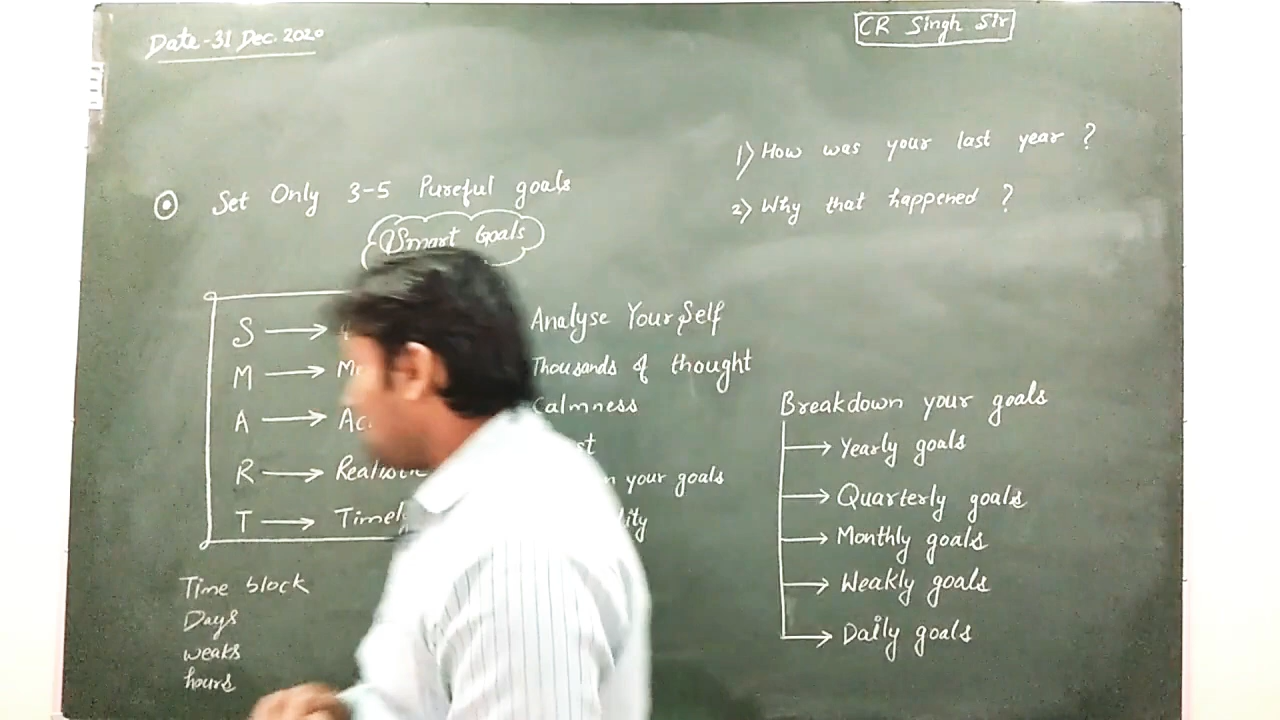 Date-31 Dec. 2020
CR Singh Sir
1) How was your last year ?
2) Why that happened ?
Set Only 3-5 Pureful goals
Smart Goals
S →
M →
A →
R → Realistic
T →
Analyse YourSelf
Thousands of thought
Calmness
your goals
Time block
Days
weaks
hours
Breakdown your goals
→ Yearly goals
→ Quarterly goals
→ Monthly goals
→ Weakly goals
→ Daily goals